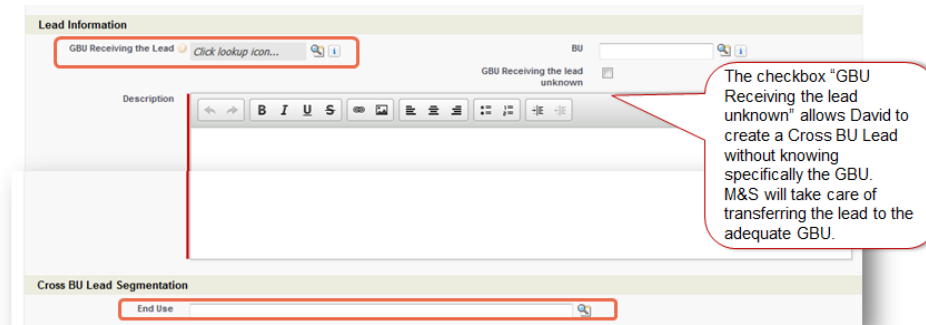 Lead Information
GBU Receiving the Lead Click lookup icon...
BU
GBU Receiving the lead
unknown
Description
B I U S
The checkbox “GBU
Receiving the lead
unknown” allows David to
create a Cross BU Lead
without knowing
specifically the GBU.
M&S will take care of
transferring the lead to the
adequate GBU.
Cross BU Lead Segmentation
End Use